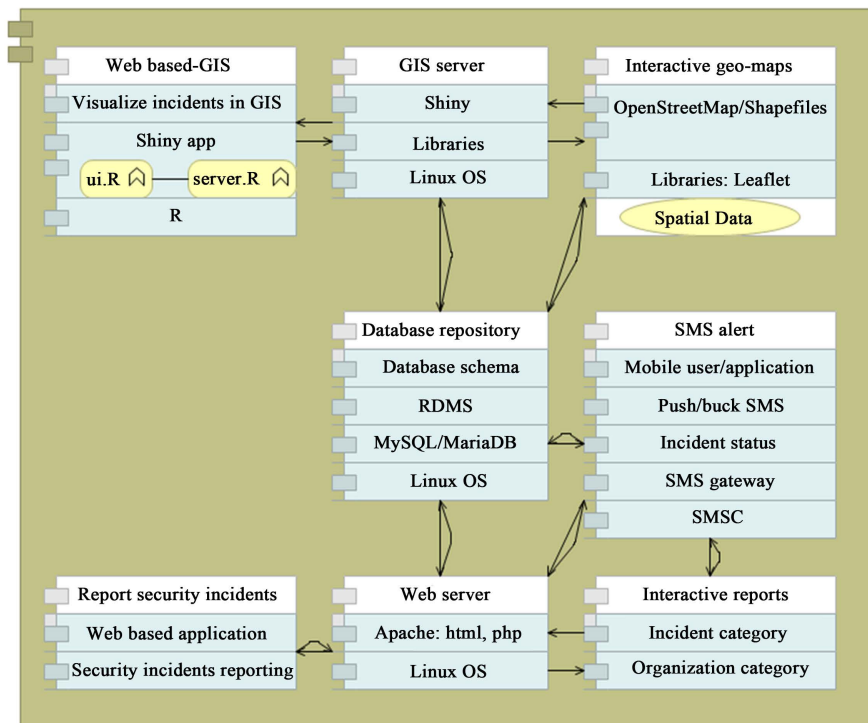 Web based-GIS
Visualize incidents in GIS
Shiny app
ui.R
server.R
R
GIS server
Shiny
Libraries
Linux OS
Interactive geo-maps
OpenStreetMap/Shapefiles
Libraries: Leaflet
Spatial Data
Database repository
Database schema
RDMS
MySQL/MariaDB
Linux OS
SMS alert
Mobile user/application
Push/buck SMS
Incident status
SMS gateway
SMSC
Report security incidents
Web based application
Security incidents reporting
Web server
Apache: html, php
Linux OS
Interactive reports
Incident category
Organization category